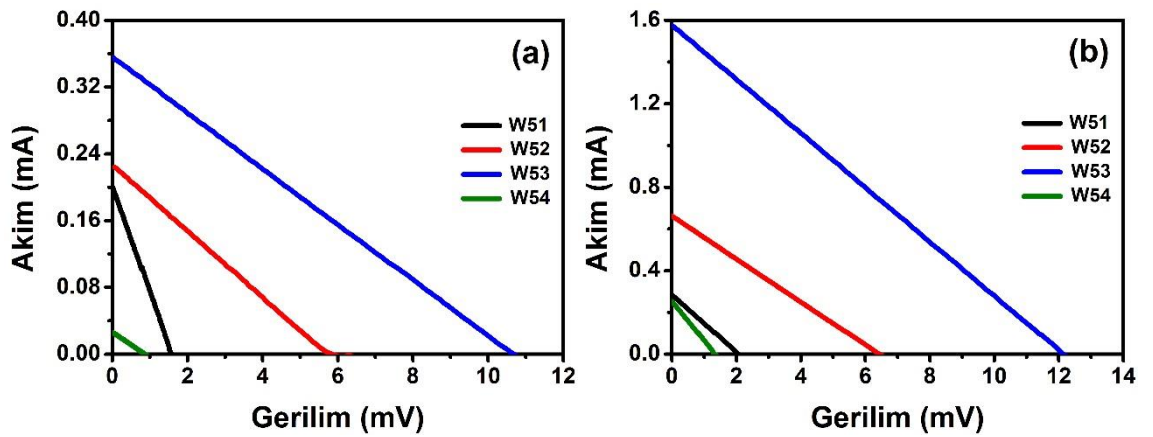 (a)
0.40
0.32
0.24
0.16
0.08
0.00
Akim (mA)
W51
W52
W53
W54
0 2 4 6 8 10 12
Gerilim (mV)
(b)
1.6
1.2
0.8
0.4
0.0
Akim (mA)
W51
W52
W53
W54
0 2 4 6 8 10 12 14
Gerilim (mV)